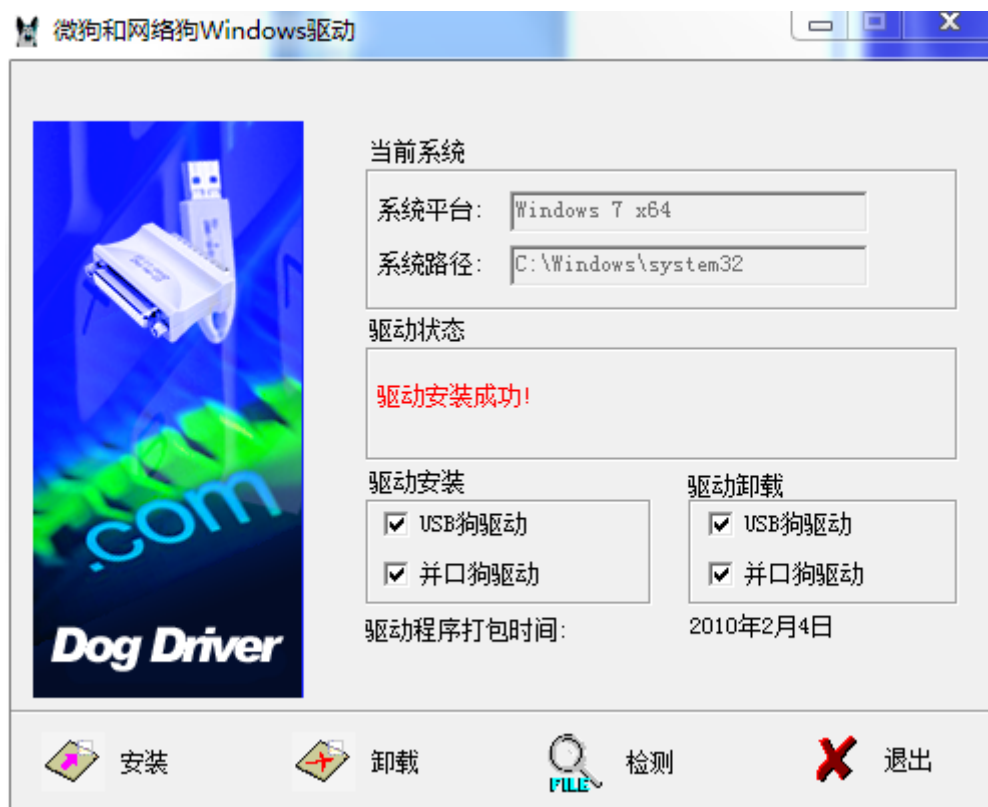 微狗和网络狗Windows驱动
当前系统
系统平台: Windows 7 x64
系统路径: C:\Windows\system32
驱动状态
驱动安装成功!
驱动安装
USB狗驱动
并口狗驱动
驱动卸载
USB狗驱动
并口狗驱动
驱动程序打包时间: 2010年2月4日
.com
Dog Driver
安装
卸载
FILE
检测
退出